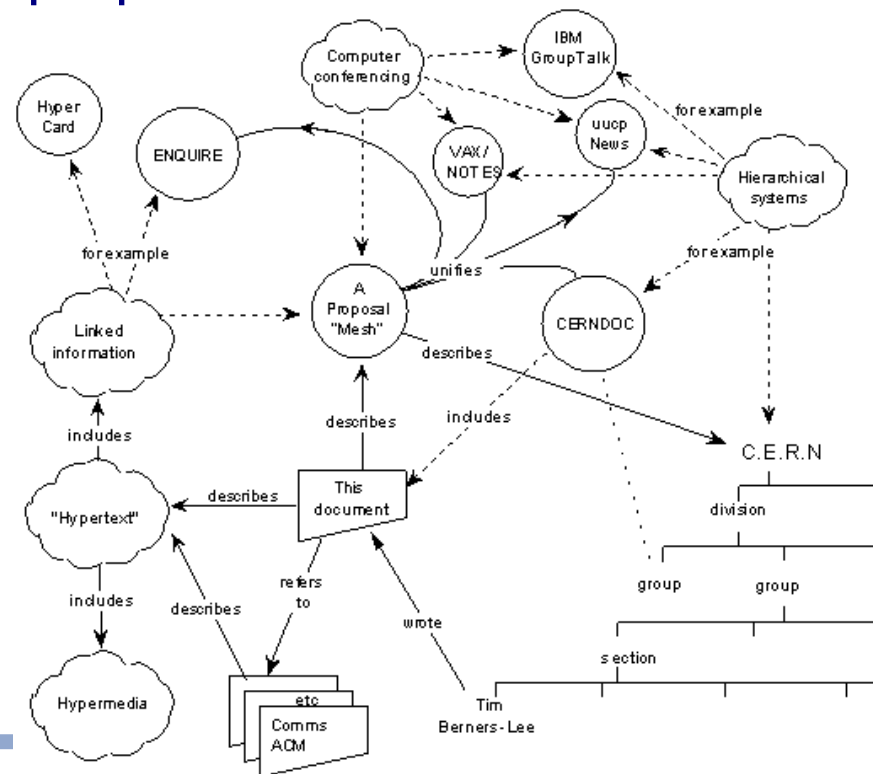 IBM
GroupTalk
Computer
conferencing
Hyper
Card
for example
uucp
News
ENQUIRE
VAX/
NOTES
Hierarchical
systems
for example
unifies
for example
A
Proposal
"Mesh"
CERNDOC
Linked
information
describes
includes
describes
includes
C.E.R.N
This
document
describes
division
"Hypertext"
refers
to
group
group
includes
describes
wrote
section
Hypermedia
etc
Comms
ACM
Tim
Berners-Lee